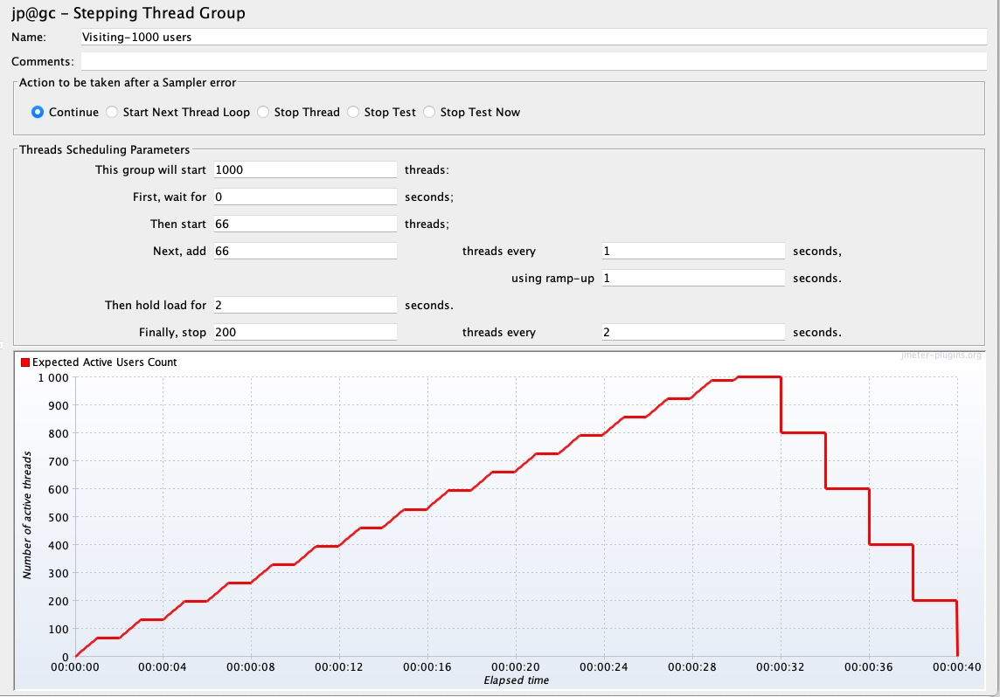 jp@gc – Stepping Thread Group
Name: Visiting–1000 users
Comments:
Action to be taken after a Sampler error
Continue Start Next Thread Loop Stop Thread Stop Test Stop Test Now
Threads Scheduling Parameters
This group will start 1000 threads:
First, wait for 0 seconds;
Then start 66 threads;
Next, add 66 threads every 1 seconds,
using ramp–up 1 seconds.
Then hold load for 2 seconds.
Finally, stop 200 threads every 2 seconds.
jmeter-plugins.org
Expected Active Users Count
1 000
900
800
700
600
500
400
300
200
100
0
Number of active threads
00:00:00 00:00:04 00:00:08 00:00:12 00:00:16 00:00:20 00:00:24 00:00:28 00:00:32 00:00:36 00:00:40
Elapsed time